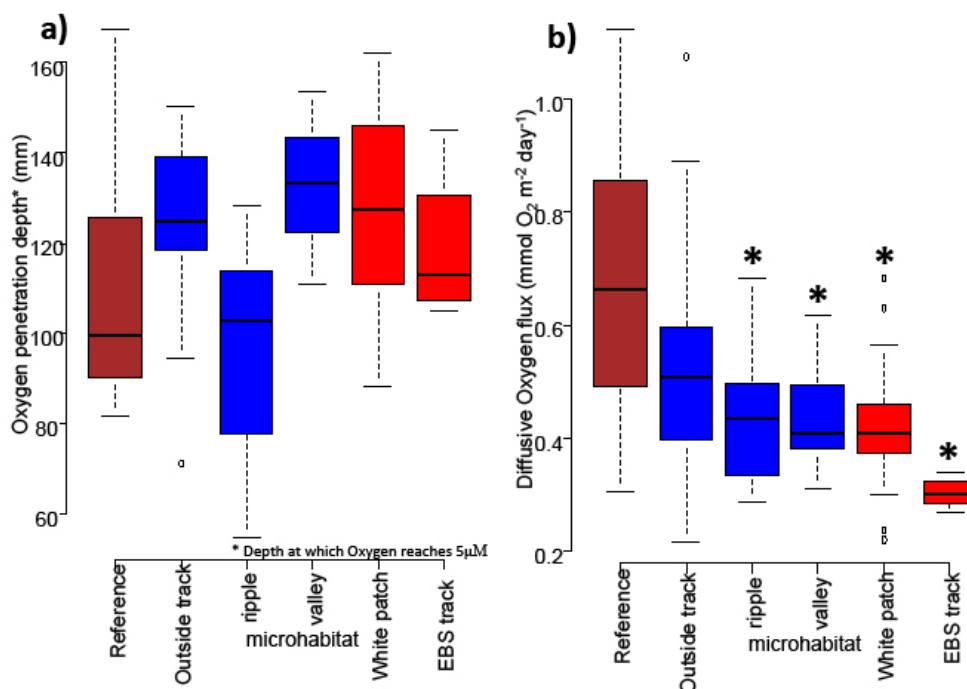 a)
Oxygen penetration depth* (mm)
160
140
120
100
80
60
* Depth at which Oxygen reaches 5µM
Reference
Outside track
ripple
valley
White patch
EBS track
microhabitat
b)
Diffusive Oxygen flux (mmol O₂ m⁻² day⁻¹)
1.0
0.8
0.6
0.4
0.2
*
*
*
*
Reference
Outside track
ripple
valley
White patch
EBS track
microhabitat